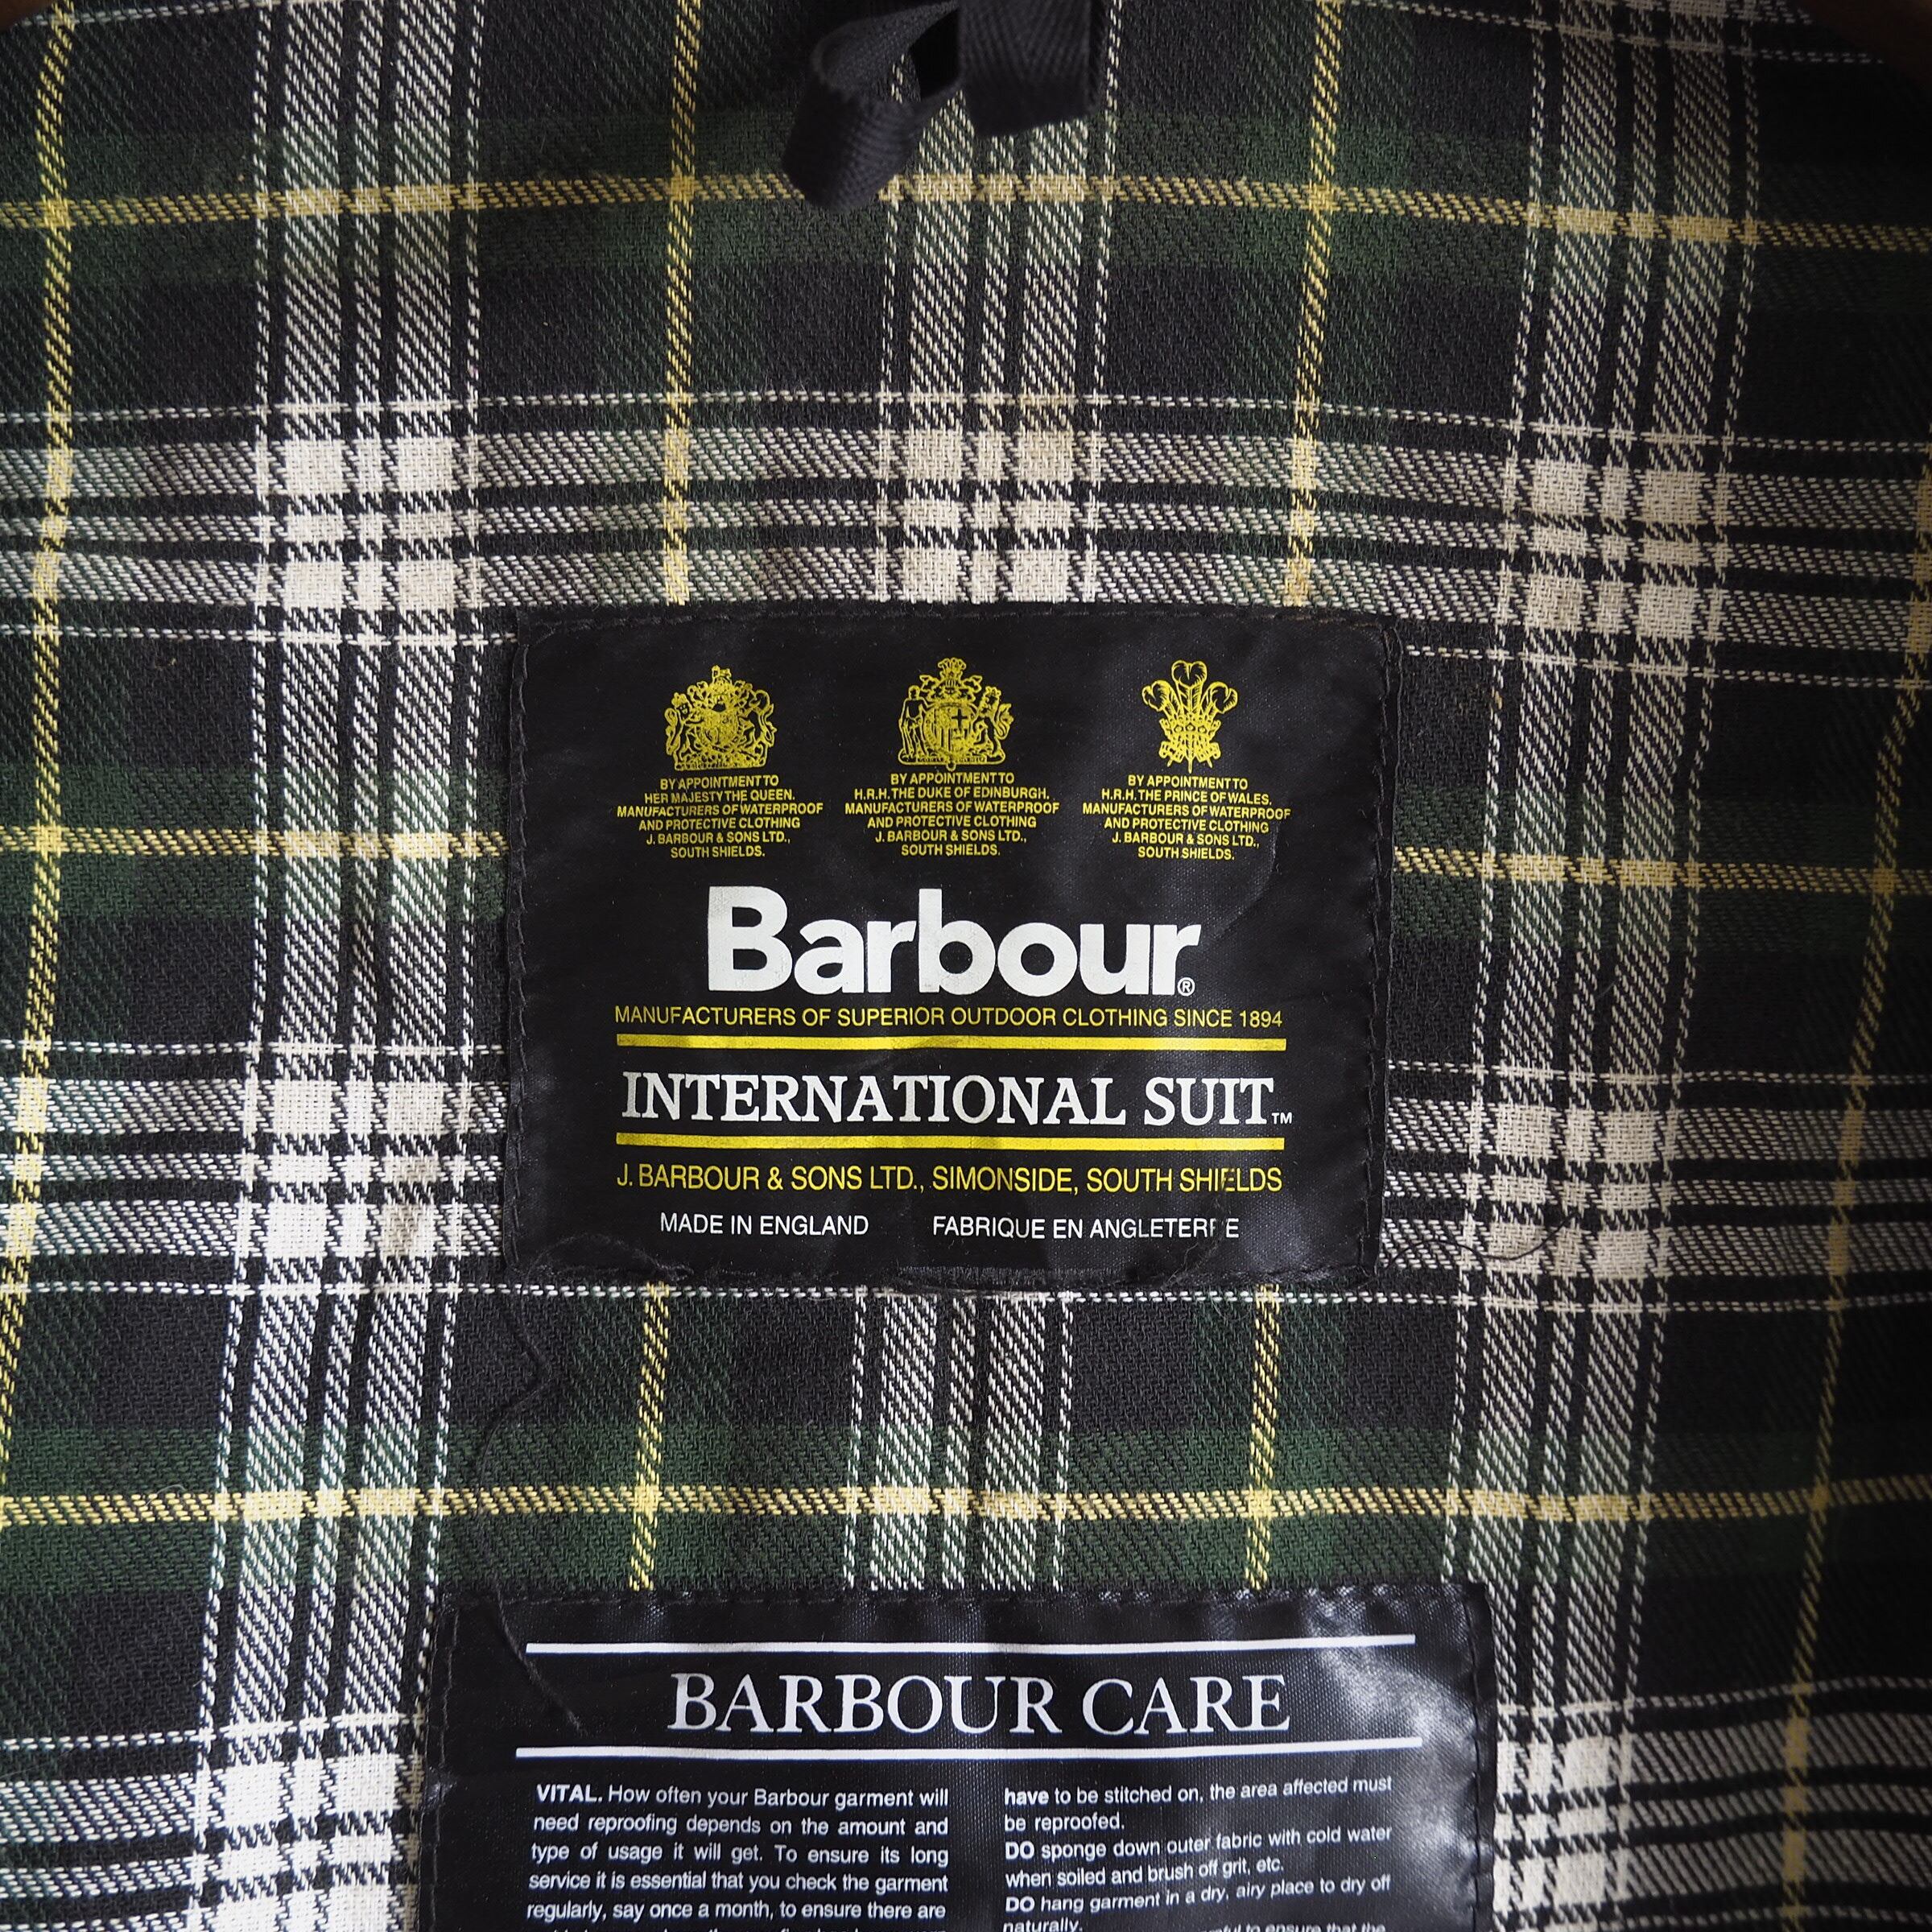 BY APPOINTMENT TO
HER MAJESTY THE QUEEN.
MANUFACTURERS OF WATERPROOF
AND PROTECTIVE CLOTHING
J. BARBOUR & SONS LTD.,
SOUTH SHIELDS.
BY APPOINTMENT TO
H.R.H. THE DUKE OF EDINBURGH.
MANUFACTURERS OF WATERPROOF
AND PROTECTIVE CLOTHING
J. BARBOUR & SONS LTD.,
SOUTH SHIELDS.
BY APPOINTMENT TO
H.R.H. THE PRINCE OF WALES.
MANUFACTURERS OF WATERPROOF
AND PROTECTIVE CLOTHING
J. BARBOUR & SONS LTD.,
SOUTH SHIELDS.
Barbour®
MANUFACTURERS OF SUPERIOR OUTDOOR CLOTHING SINCE 1894
INTERNATIONAL SUIT™
J. BARBOUR & SONS LTD., SIMONSIDE, SOUTH SHIELDS
MADE IN ENGLAND FABRIQUE EN ANGLETERRE
BARBOUR CARE
VITAL. How often your Barbour garment will
need reproofing depends on the amount and
type of usage it will get. To ensure its long
service it is essential that you check the garment
regularly, say once a month, to ensure there are
have to be stitched on, the area affected must
be reproofed.
DO sponge down outer fabric with cold water
when soiled and brush off grit, etc.
DO hang garment in a dry, airy place to dry off
naturally.
to ensure that the